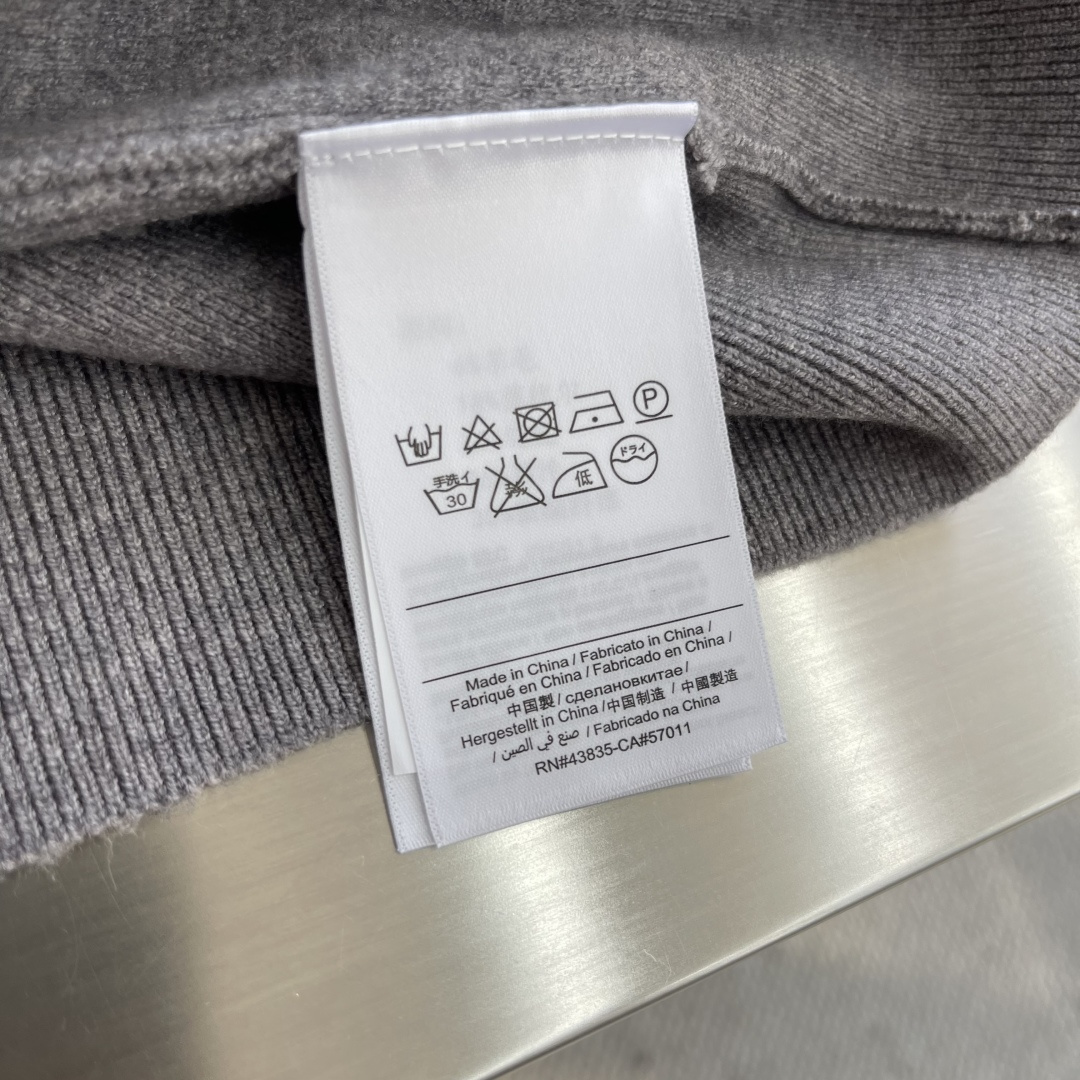 P
手洗イ ドライ
30 低
Made in China / Fabricato in China /
Fabriqué en China / Fabricado en China /
中国製 / сделановкитае /
Hergestellt in China /中国制造 / 中國製造
/ صنع في الصين / Fabricado na China
RN#43835-CA#57011